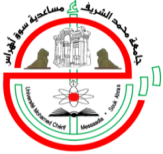 جامعة محمد الشريف مساعدية سوق أهراس
Université Mohamed Chérif Messaadia - Souk Ahras